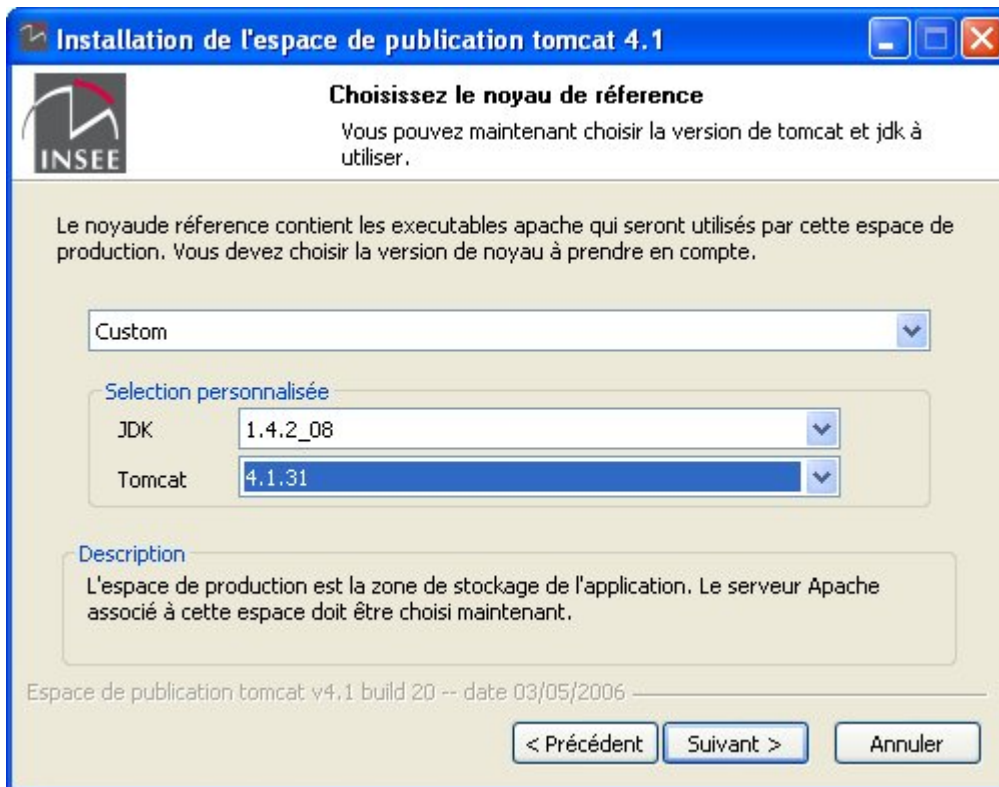 Installation de l'espace de publication tomcat 4.1
INSEE
Choisissez le noyau de réference
Vous pouvez maintenant choisir la version de tomcat et jdk à
utiliser.
Le noyaude réference contient les executables apache qui seront utilisés par cette espace de
production. Vous devez choisir la version de noyau à prendre en compte.
Custom
Selection personnalisée
JDK 1.4.2_08
Tomcat 4.1.31
Description
L'espace de production est la zone de stockage de l'application. Le serveur Apache
associé à cette espace doit être choisi maintenant.
Espace de publication tomcat v4.1 build 20 -- date 03/05/2006
< Précédent Suivant > Annuler